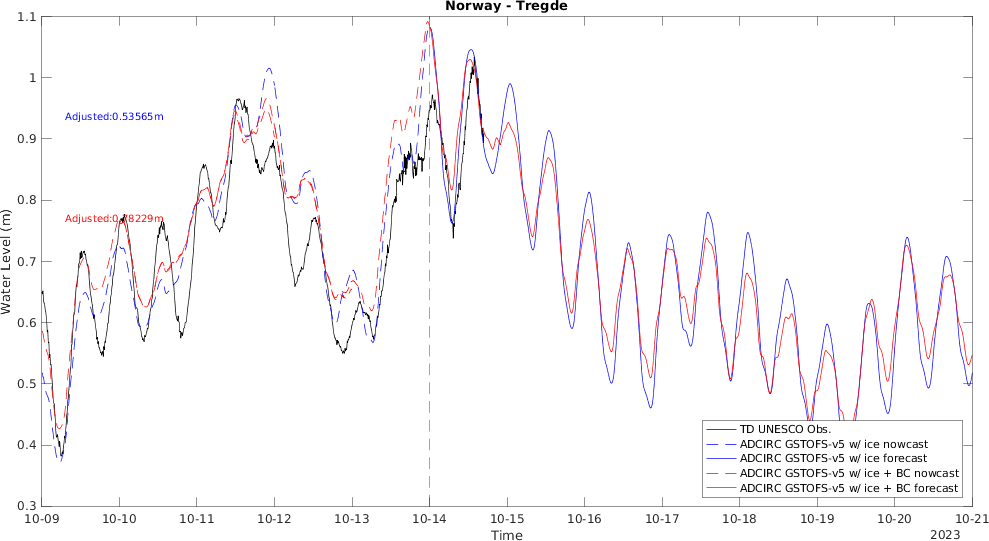 Norway - Tregde
1.1
1
0.9
0.8
0.7
0.6
0.5
0.4
0.3
Water Level (m)
Adjusted:0.53565m
Adjusted:0.78229m
TD UNESCO Obs.
ADCIRC GSTOFS-v5 w/ ice nowcast
ADCIRC GSTOFS-v5 w/ ice forecast
ADCIRC GSTOFS-v5 w/ ice + BC nowcast
ADCIRC GSTOFS-v5 w/ ice + BC forecast
10-09 10-10 10-11 10-12 10-13 10-14 10-15 10-16 10-17 10-18 10-19 10-20 10-21
Time
2023